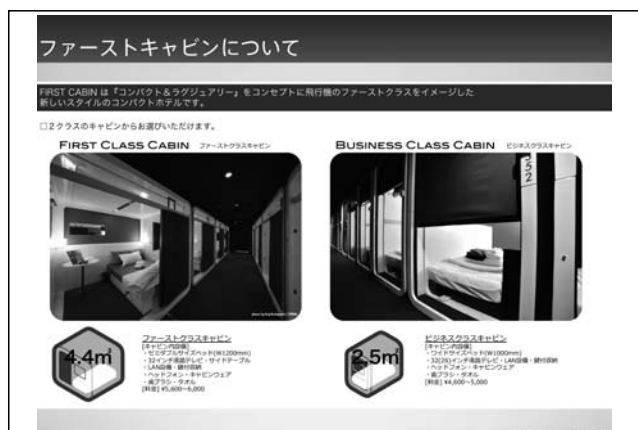 ファーストキャビンについて
FIRST CABIN は『コンパクト＆ラグジュアリー』をコンセプトに飛行機のファーストクラスをイメージした
新しいスタイルのコンパクトホテルです。
□２クラスのキャビンからお選びいただけます。
FIRST CLASS CABIN ファーストクラスキャビン
BUSINESS CLASS CABIN ビジネスクラスキャビン
352
4.4㎡
ファーストクラスキャビン
[キャビン内設備]
・セミダブルサイズベッド(W1200mm)
・32インチ液晶テレビ・サイドテーブル
・LAN設備・鍵付収納
・ヘッドフォン・キャビンウェア
・歯ブラシ・タオル
[料金] ¥5,600～6,000
2.5㎡
ビジネスクラスキャビン
[キャビン内設備]
・ワイドサイズベッド(W1000mm)
・32(26)インチ液晶テレビ・LAN設備・鍵付収納
・ヘッドフォン・キャビンウェア
・歯ブラシ・タオル
[料金] ¥4,600～5,000